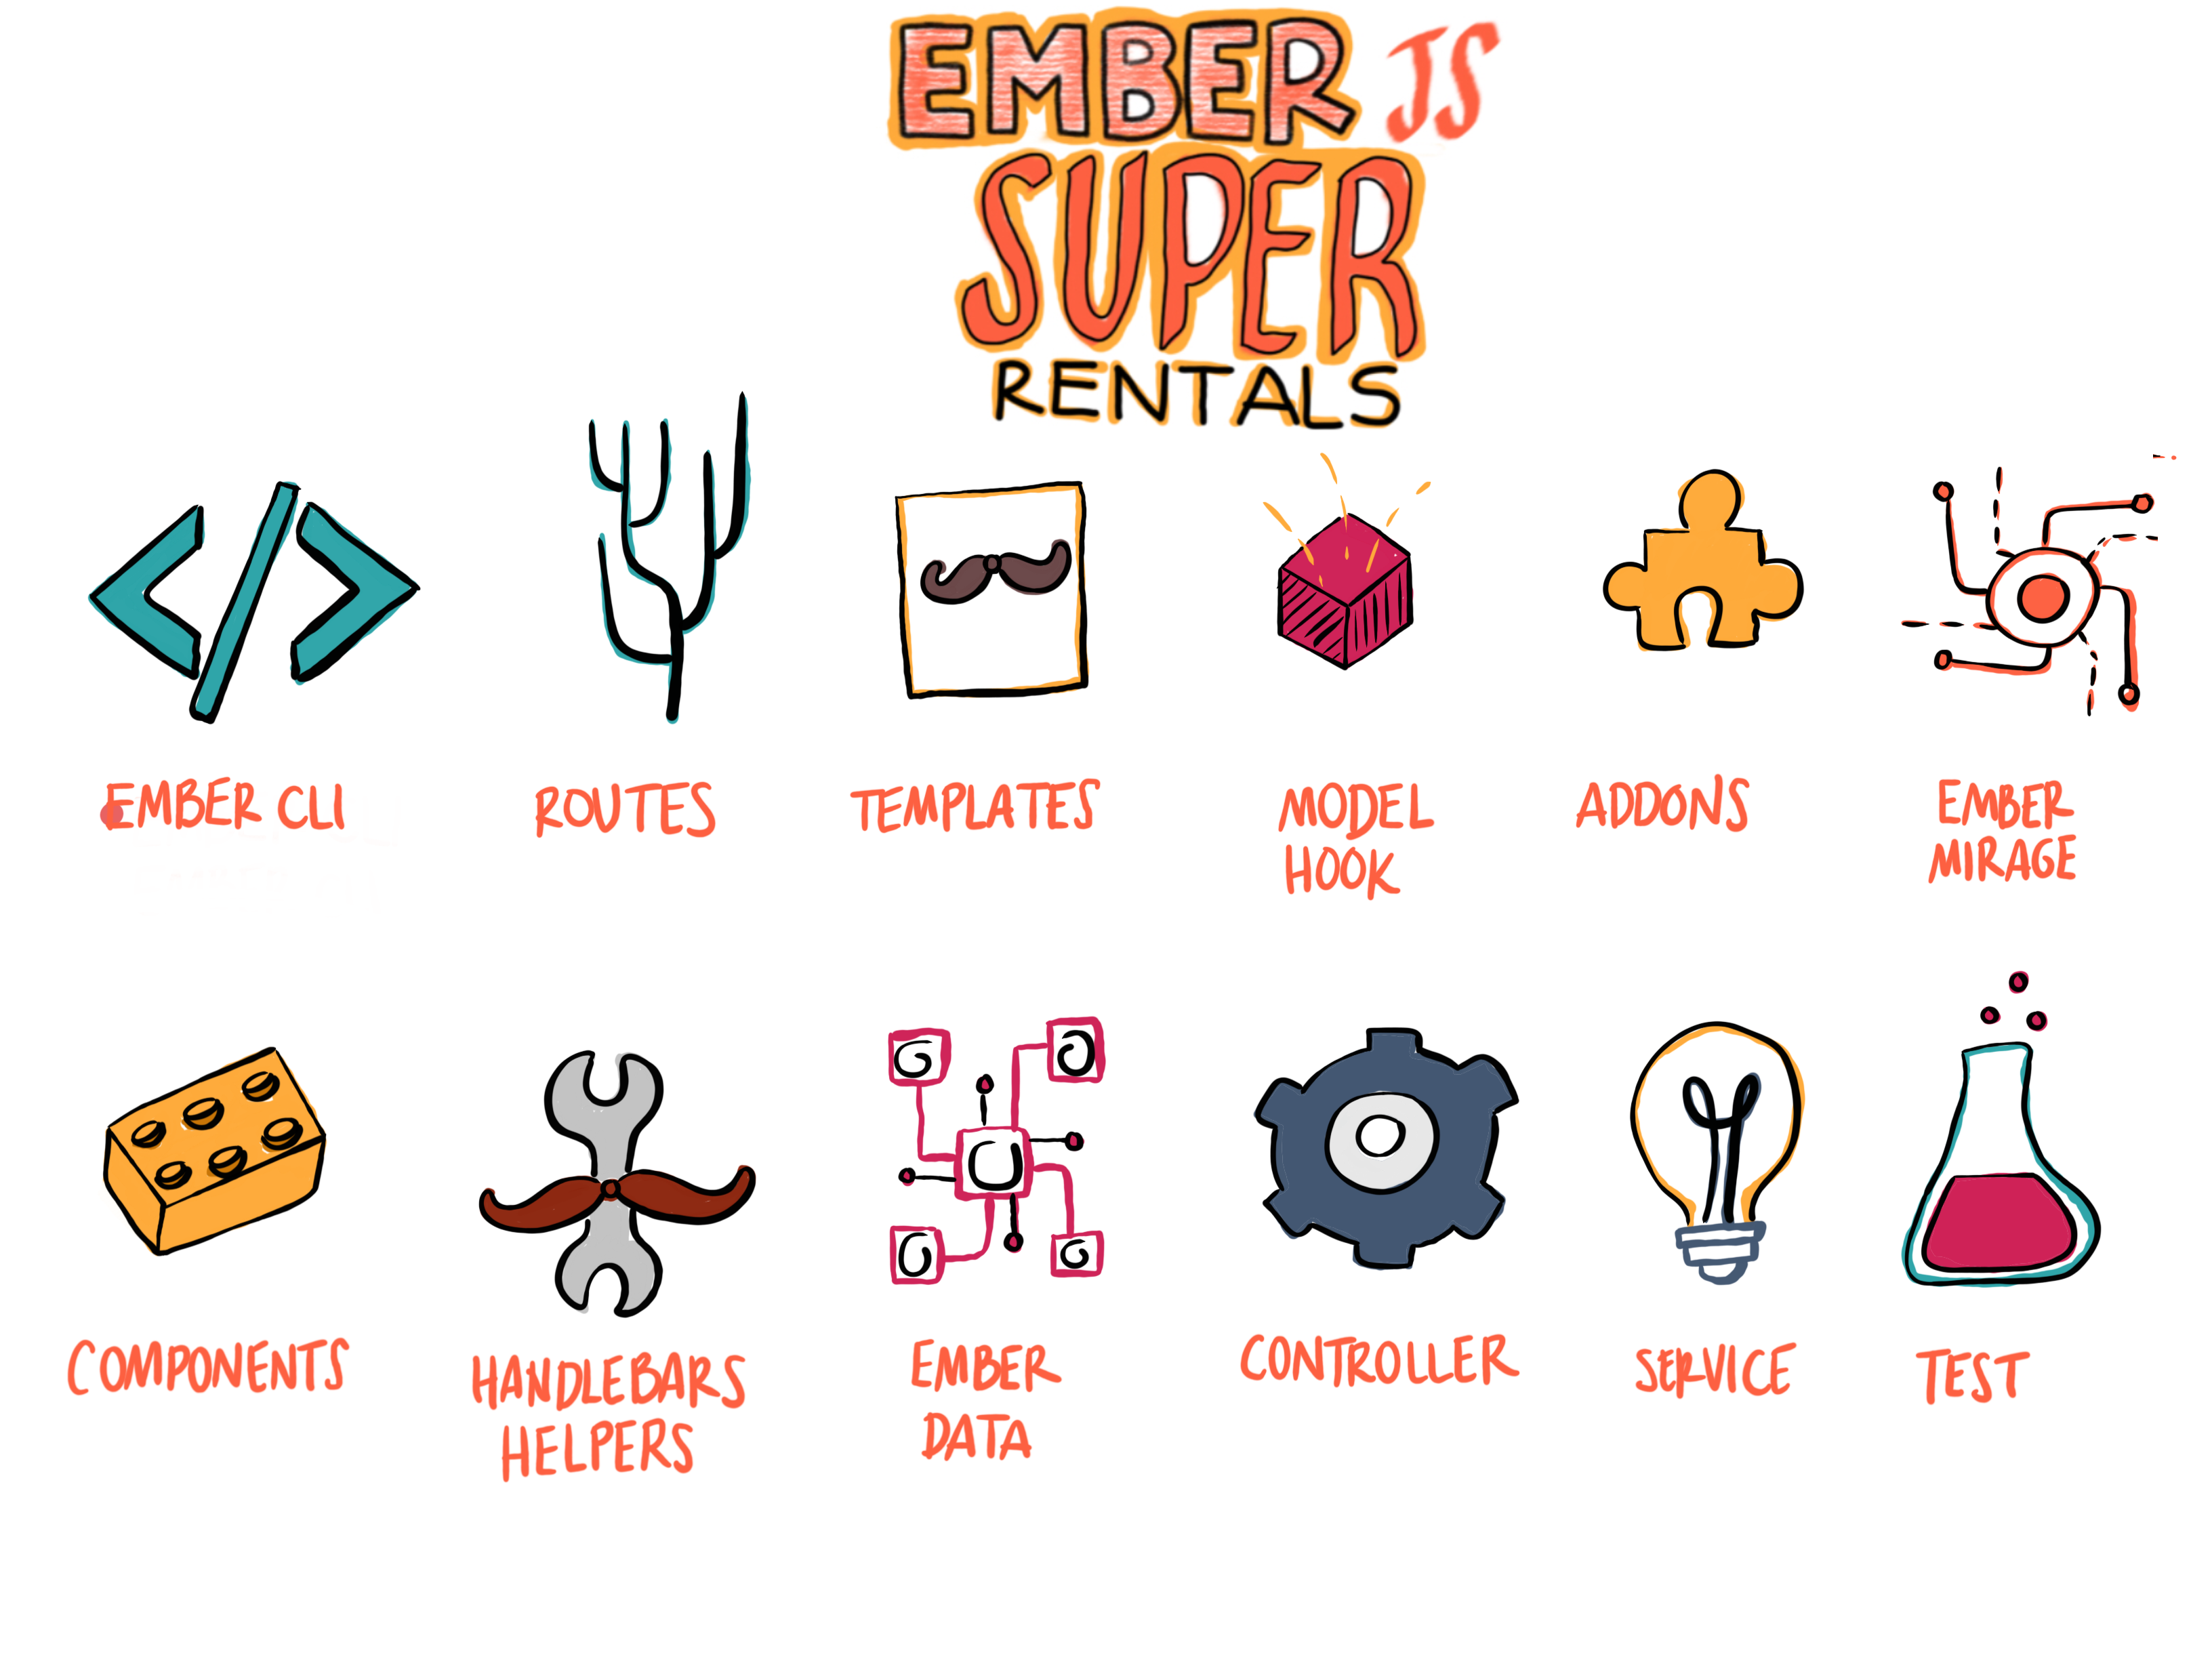 EMBER JS
SUPER
RENTALS
EMBER CLI
ROUTES
TEMPLATES
MODEL
HOOK
ADDONS
EMBER
MIRAGE
COMPONENTS
HANDLEBARS
HELPERS
EMBER
DATA
CONTROLLER
SERVICE
TEST